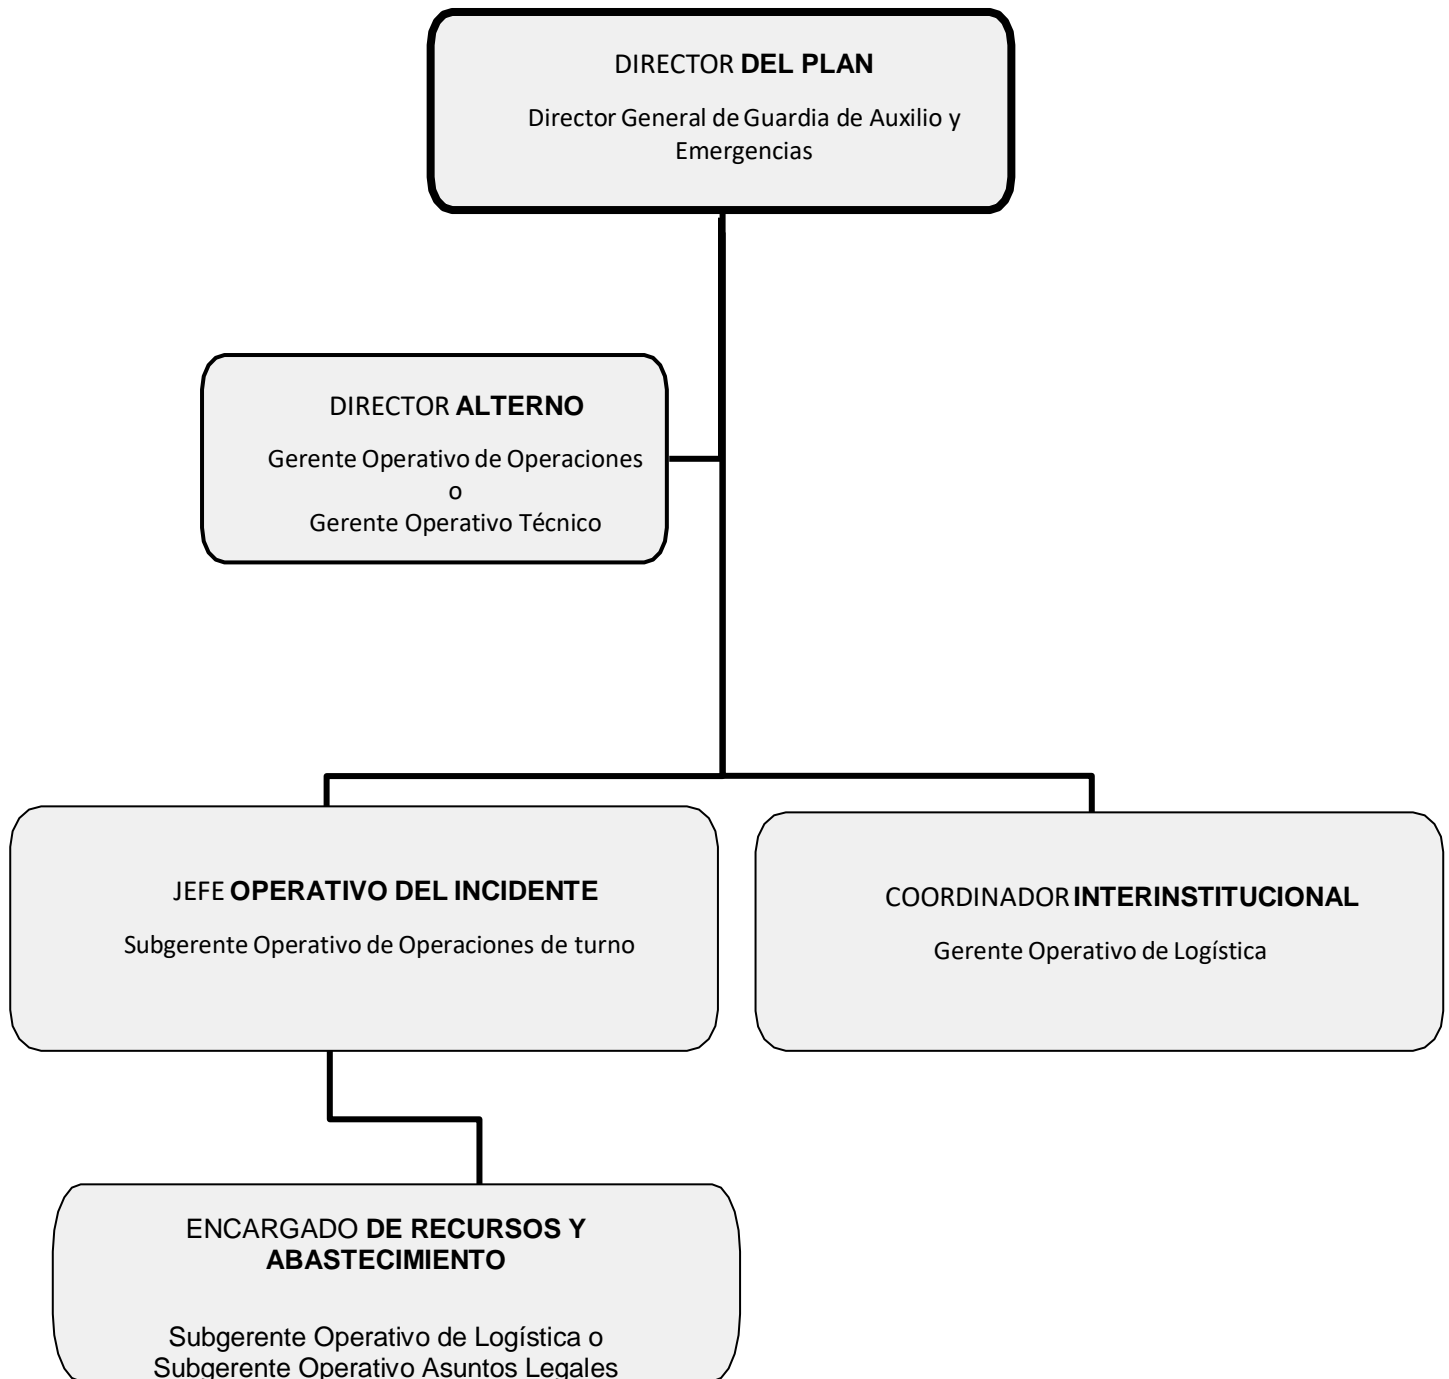 DIRECTOR DEL PLAN
Director General de Guardia de Auxilio y
Emergencias
DIRECTOR ALTERNO
Gerente Operativo de Operaciones
o
Gerente Operativo Técnico
JEFE OPERATIVO DEL INCIDENTE
Subgerente Operativo de Operaciones de turno
COORDINADOR INTERINSTITUCIONAL
Gerente Operativo de Logística
ENCARGADO DE RECURSOS Y
ABASTECIMIENTO
Subgerente Operativo de Logística o
Subgerente Operativo Asuntos Legales